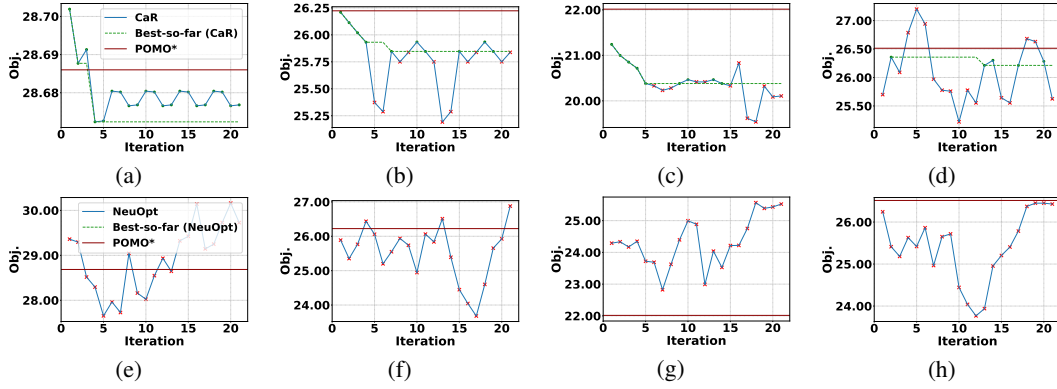 28.70
28.69
28.68
Obj.
CaR
Best-so-far (CaR)
POMO*
0 5 10 15 20
Iteration
(a)
26.25
26.00
25.75
25.50
25.25
Obj.
0 5 10 15 20
Iteration
(b)
22.00
21.00
20.00
Obj.
0 5 10 15 20
Iteration
(c)
27.00
26.50
26.00
25.50
Obj.
0 5 10 15 20
Iteration
(d)
30.00
29.00
28.00
Obj.
NeuOpt
Best-so-far (NeuOpt)
POMO*
0 5 10 15 20
Iteration
(e)
27.00
26.00
25.00
24.00
Obj.
0 5 10 15 20
Iteration
(f)
25.00
24.00
23.00
22.00
Obj.
0 5 10 15 20
Iteration
(g)
26.00
25.00
24.00
Obj.
0 5 10 15 20
Iteration
(h)